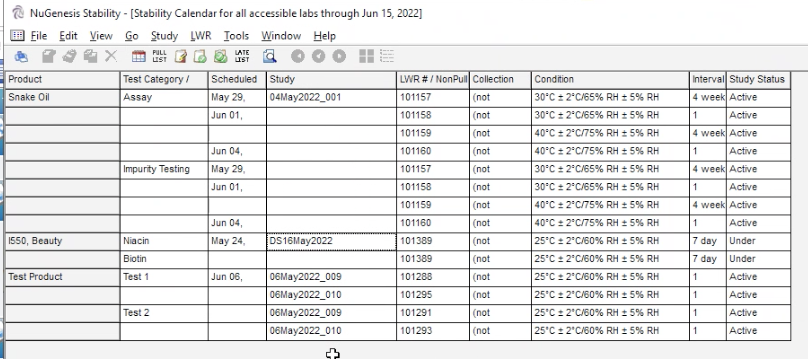 NuGenesis Stability - [Stability Calendar for all accessible labs through Jun 15, 2022]
File Edit View Go Study LWR Tools Window Help
PULL LIST LATE LIST
Product Test Category / Scheduled Study LWR # / NonPull Collection Condition Interval Study Status
Snake Oil Assay May 29, 04May2022_001 101157 (not 30°C ± 2°C/65% RH ± 5% RH 4 week Active
Jun 01, 101158 (not 30°C ± 2°C/65% RH ± 5% RH 1 Active
101159 (not 40°C ± 2°C/75% RH ± 5% RH 4 week Active
Jun 04, 101160 (not 40°C ± 2°C/75% RH ± 5% RH 1 Active
Impurity Testing May 29, 101157 (not 30°C ± 2°C/65% RH ± 5% RH 4 week Active
Jun 01, 101158 (not 30°C ± 2°C/65% RH ± 5% RH 1 Active
101159 (not 40°C ± 2°C/75% RH ± 5% RH 4 week Active
Jun 04, 101160 (not 40°C ± 2°C/75% RH ± 5% RH 1 Active
I550, Beauty Niacin May 24, DS16May2022 101389 (not 25°C ± 2°C/60% RH ± 5% RH 7 day Under
Biotin 101389 (not 25°C ± 2°C/60% RH ± 5% RH 7 day Under
Test Product Test 1 Jun 06, 06May2022_009 101288 (not 25°C ± 2°C/60% RH ± 5% RH 1 Active
06May2022_010 101295 (not 25°C ± 2°C/60% RH ± 5% RH 1 Active
Test 2 06May2022_009 101291 (not 25°C ± 2°C/60% RH ± 5% RH 1 Active
06May2022_010 101293 (not 25°C ± 2°C/60% RH ± 5% RH 1 Active